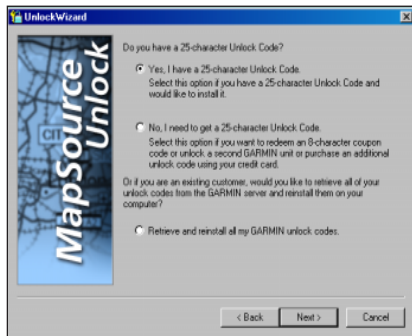 UnlockWizard
MapSource
Unlock
Do you have a 25-character Unlock Code?
Yes, I have a 25-character Unlock Code.
Select this option if you have a 25-character Unlock Code and
would like to install it.
No, I need to get a 25-character Unlock Code.
Select this option if you want to redeem an 8-character coupon
code or unlock a second GARMIN unit or purchase an additional
unlock code using your credit card.
Or if you are an existing customer, would you like to retrieve all of your
unlock codes from the GARMIN server and reinstall them on your
computer?
Retrieve and reinstall all my GARMIN unlock codes.
< Back
Next >
Cancel